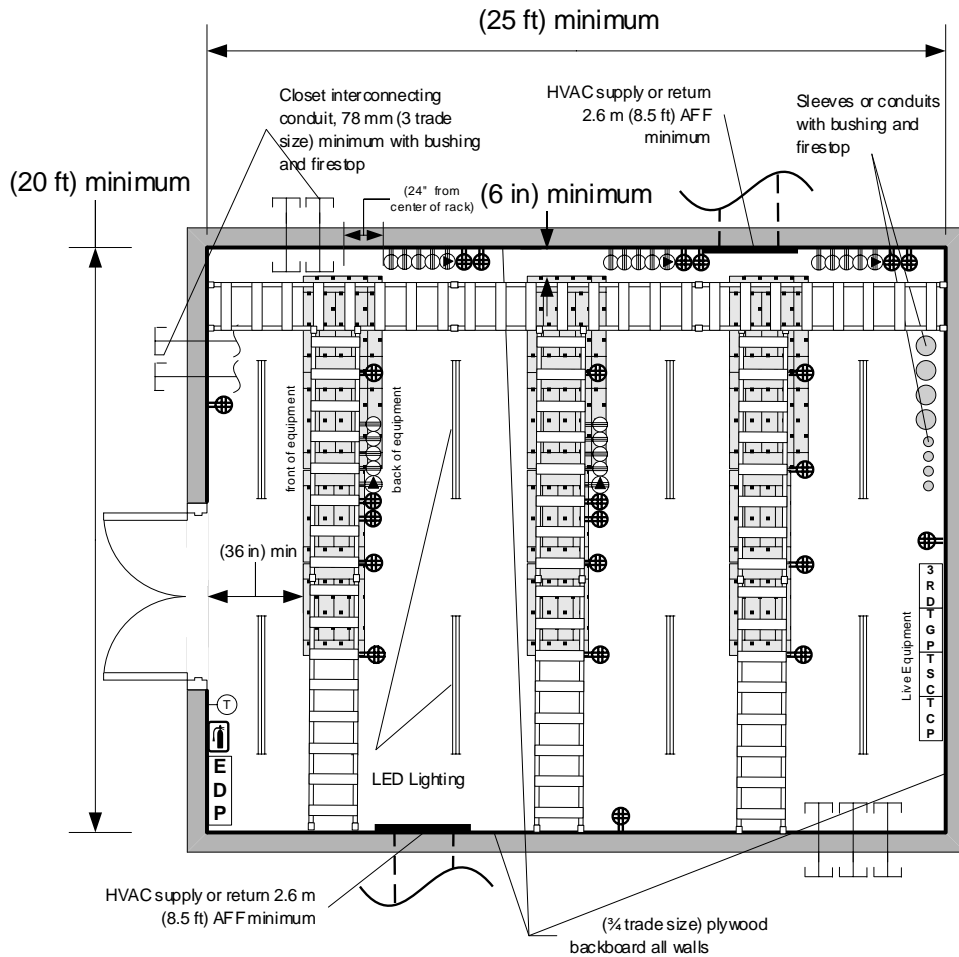 (25 ft) minimum
Closet interconnecting
conduit, 78 mm (3 trade
size) minimum with bushing
and firestop
HVAC supply or return
2.6 m (8.5 ft) AFF
minimum
Sleeves or conduits
with bushing and
firestop
(20 ft) minimum
(24" from
center of rack)
(6 in) minimum
front of equipment
back of equipment
(36 in) min
T
E
D
P
LED Lighting
Live Equipment
3
R
D
T
G
P
T
S
C
T
C
P
HVAC supply or return 2.6 m
(8.5 ft) AFF minimum
(¾ trade size) plywood
backboard all walls